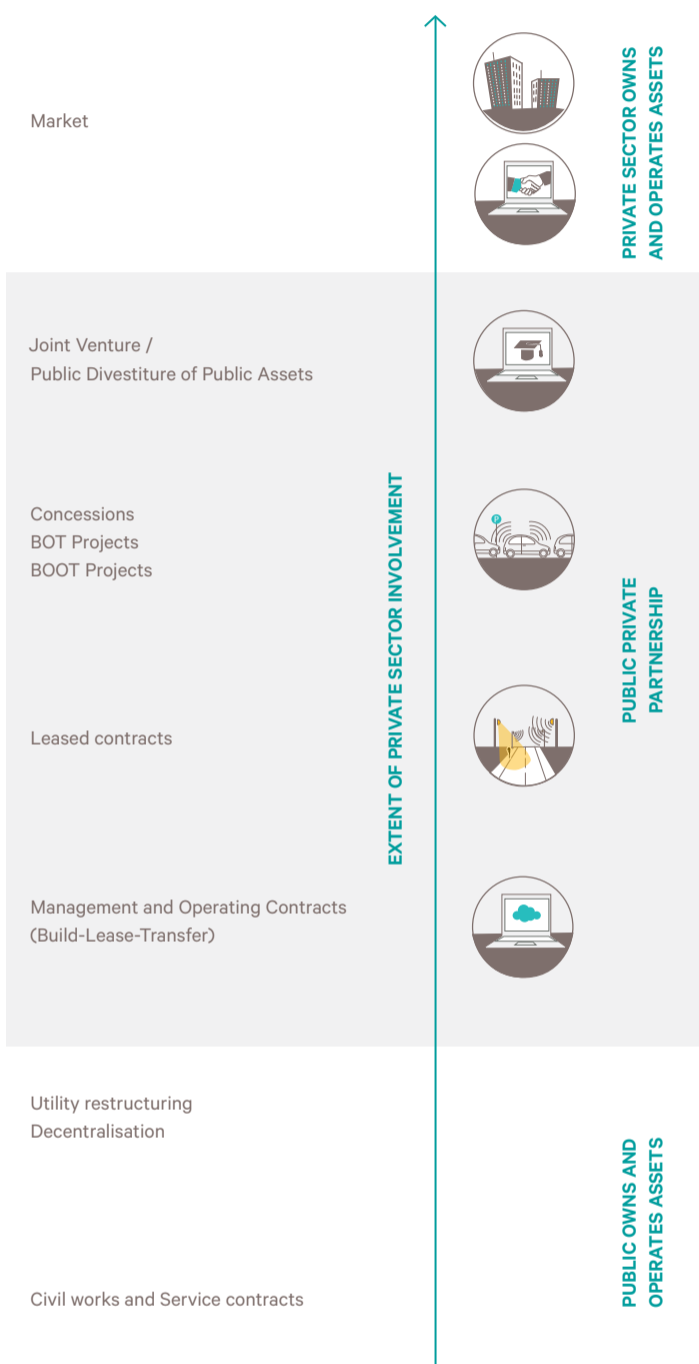 Market
PRIVATE SECTOR OWNS
AND OPERATES ASSETS
Joint Venture /
Public Divestiture of Public Assets
Concessions
BOT Projects
BOOT Projects
P
EXTENT OF PRIVATE SECTOR INVOLVEMENT
PUBLIC PRIVATE
PARTNERSHIP
Leased contracts
Management and Operating Contracts
(Build-Lease-Transfer)
Utility restructuring
Decentralisation
PUBLIC OWNS AND
OPERATES ASSETS
Civil works and Service contracts